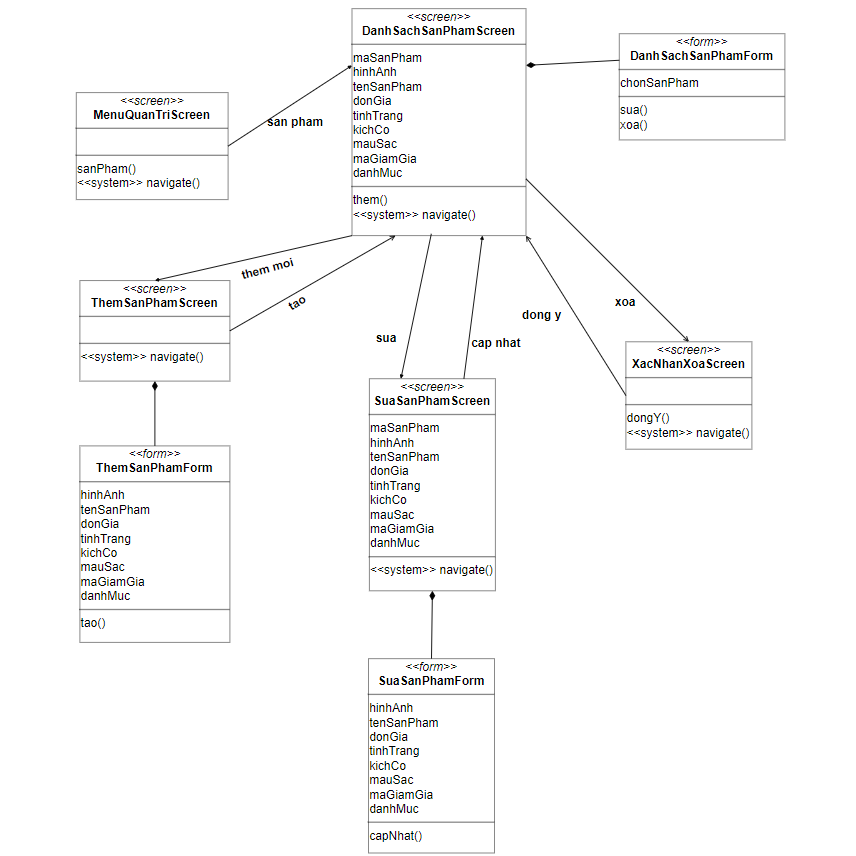 <<screen>>
DanhSachSanPhamScreen
maSanPham
hinhAnh
tenSanPham
donGia
tinhTrang
kichCo
mauSac
maGiamGia
danhMuc
them()
<<system>> navigate()
<<form>>
DanhSachSanPhamForm
chonSanPham
sua()
xoa()
<<screen>>
MenuQuanTriScreen
sanPham()
<<system>> navigate()
san pham
them moi
tao
sua
cap nhat
dong y
xoa
<<screen>>
ThemSanPhamScreen
<<system>> navigate()
<<screen>>
XacNhanXoaScreen
dongY()
<<system>> navigate()
<<screen>>
SuaSanPhamScreen
maSanPham
hinhAnh
tenSanPham
donGia
tinhTrang
kichCo
mauSac
maGiamGia
danhMuc
<<system>> navigate()
<<form>>
ThemSanPhamForm
hinhAnh
tenSanPham
donGia
tinhTrang
kichCo
mauSac
maGiamGia
danhMuc
tao()
<<form>>
SuaSanPhamForm
hinhAnh
tenSanPham
donGia
tinhTrang
kichCo
mauSac
maGiamGia
danhMuc
capNhat()